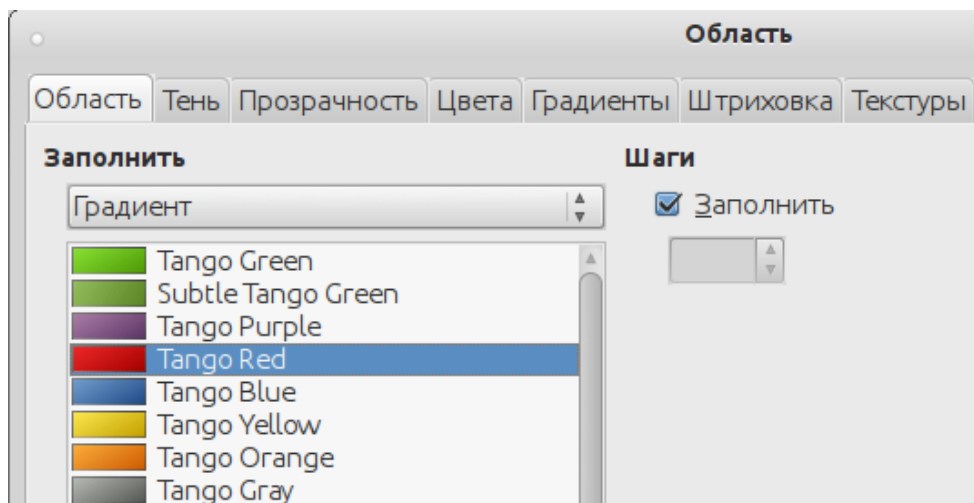 Область
Область Тень Прозрачность Цвета Градиенты Штриховка Текстуры
Заполнить
Градиент
Tango Green
Subtle Tango Green
Tango Purple
Tango Red
Tango Blue
Tango Yellow
Tango Orange
Tango Gray
Шаги
Заполнить